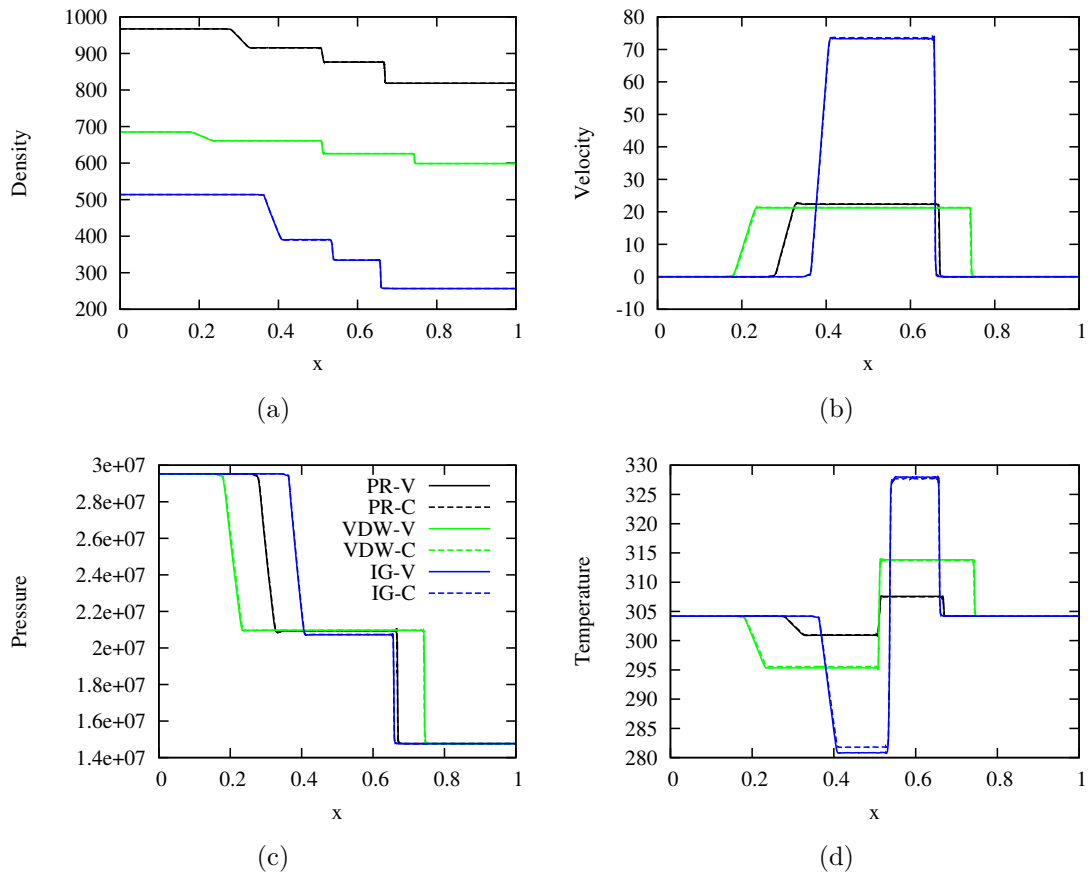 Density
1000
900
800
700
600
500
400
300
200
0 0.2 0.4 0.6 0.8 1
x
(a)
Velocity
80
70
60
50
40
30
20
10
0
-10
0 0.2 0.4 0.6 0.8 1
x
(b)
Pressure
3e+07
2.8e+07
2.6e+07
2.4e+07
2.2e+07
2e+07
1.8e+07
1.6e+07
1.4e+07
0 0.2 0.4 0.6 0.8 1
x
PR-V
PR-C
VDW-V
VDW-C
IG-V
IG-C
(c)
Temperature
330
325
320
315
310
305
300
295
290
285
280
0 0.2 0.4 0.6 0.8 1
x
(d)